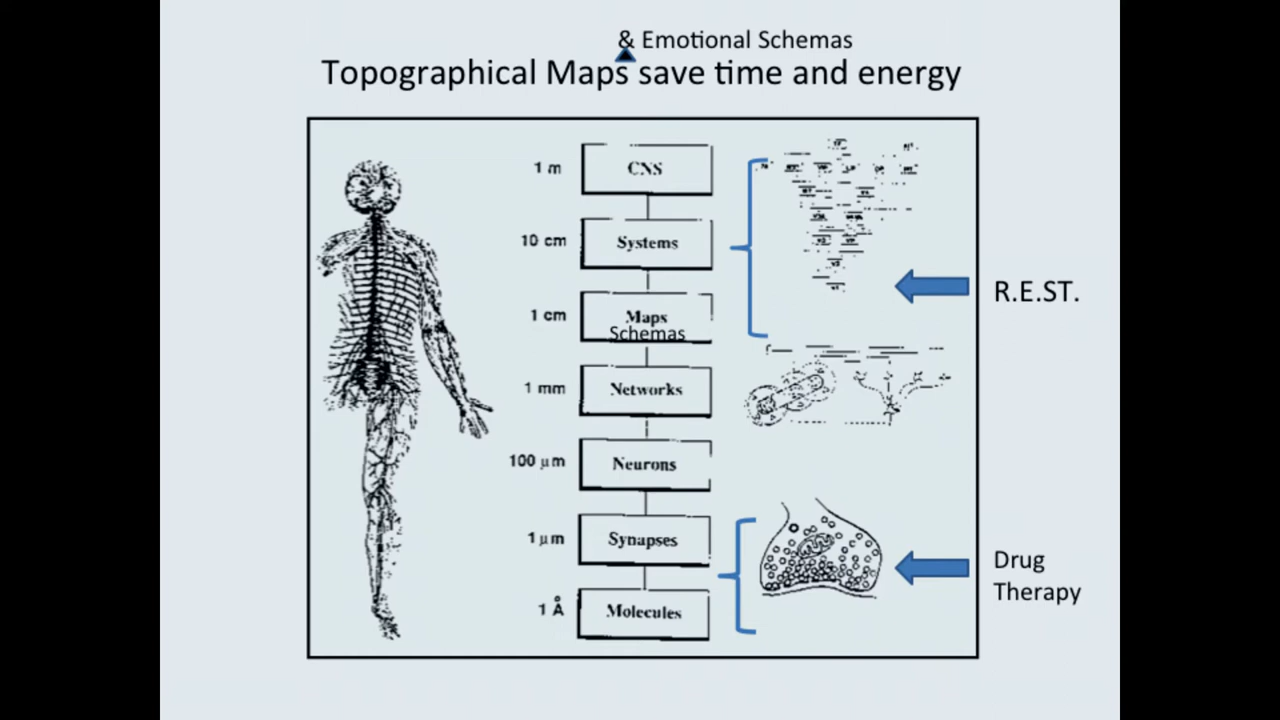 & Emotional Schemas
Topographical Maps save time and energy
1 m CNS
10 cm Systems
1 cm Maps
Schemas
1 mm Networks
100 μm Neurons
1 μm Synapses
1 Å Molecules
R.E.ST.
Drug
Therapy